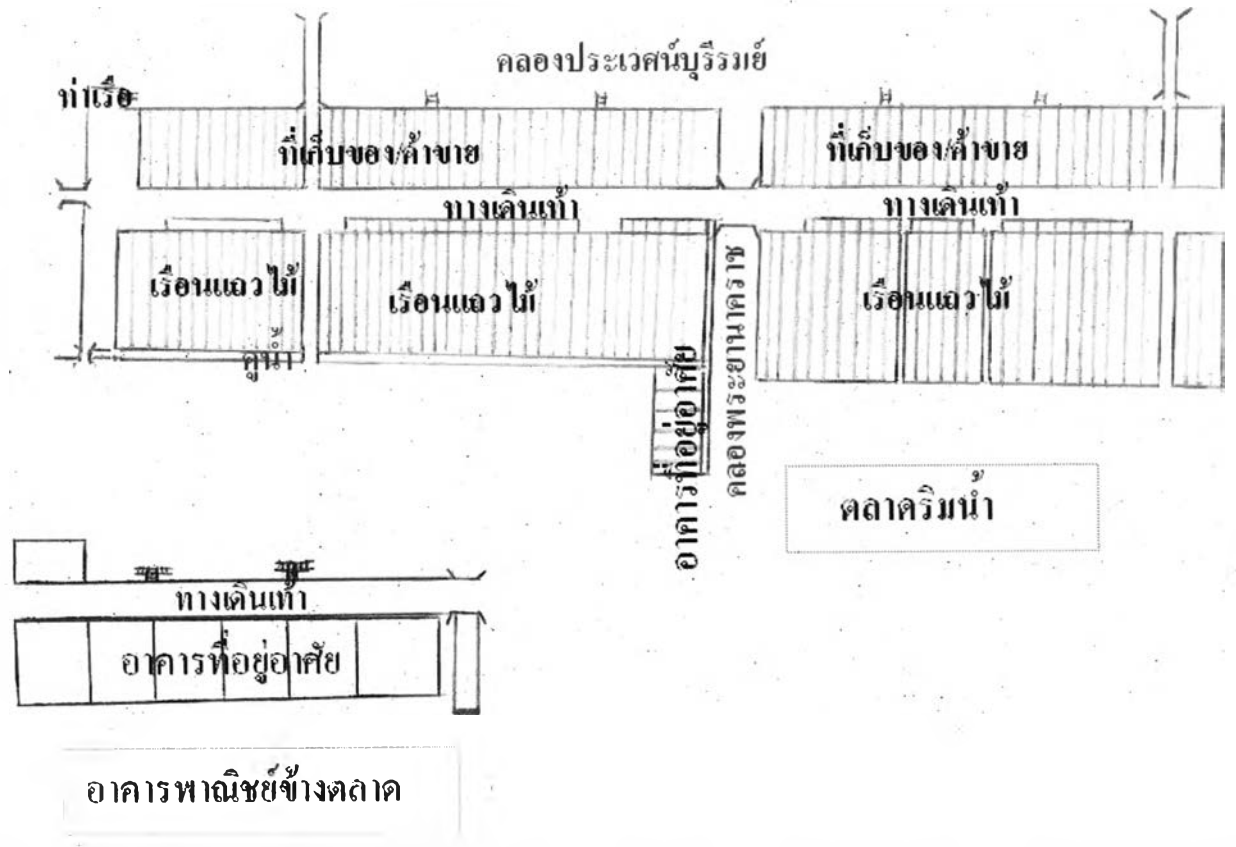 คลองประเวศน์บุรีรมย์
ท่าเรือ
ที่เก็บของ/ค้าขาย
ที่เก็บของ/ค้าขาย
ทางเดินเท้า
ทางเดินเท้า
เรือนแถวไม้
เรือนแถวไม้
เรือนแถวไม้
คูน้ำ
อาคารที่อยู่อาศัย
คลองพระยานาคราช
ตลาดริมน้ำ
ทางเดินเท้า
อาคารที่อยู่อาศัย
อาคารพาณิชย์ข้างตลาด